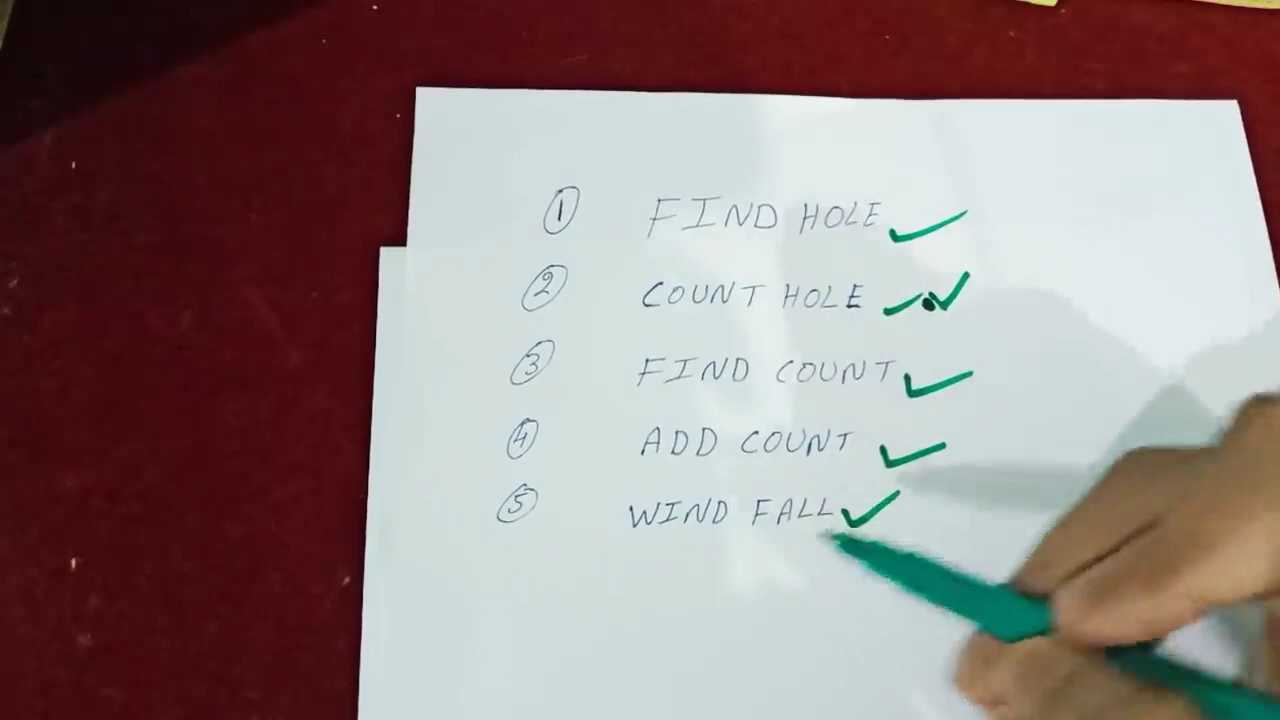 ① FIND HOLE ✓
② COUNT HOLE ✓✓
③ FIND COUNT ✓
④ ADD COUNT ✓
⑤ WIND FALL ✓